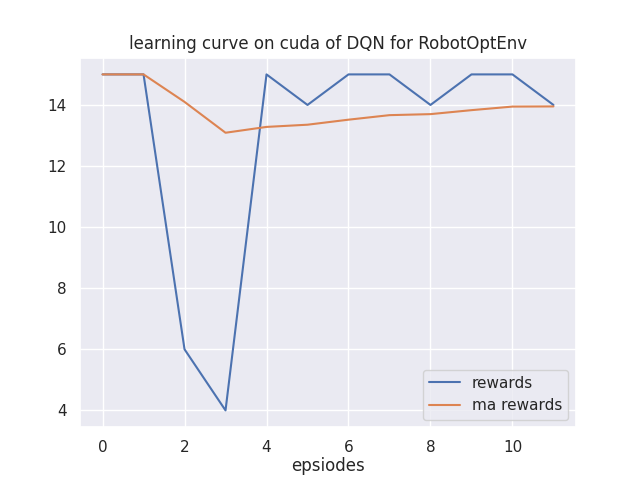 learning curve on cuda of DQN for RobotOptEnv
14
12
10
8
6
4
rewards
ma rewards
0 2 4 6 8 10
epsiodes